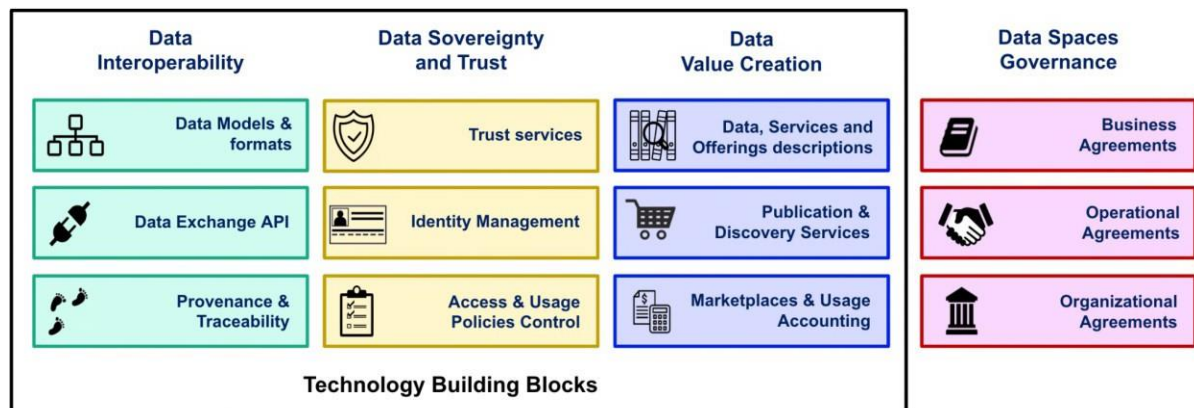 Data
Interoperability
Data Sovereignty
and Trust
Data
Value Creation
Data Spaces
Governance
Data Models &
formats
Trust services
Data, Services and
Offerings descriptions
Business
Agreements
Data Exchange API
Identity Management
Publication &
Discovery Services
Operational
Agreements
Provenance &
Traceability
Access & Usage
Policies Control
$
Marketplaces & Usage
Accounting
Organizational
Agreements
Technology Building Blocks